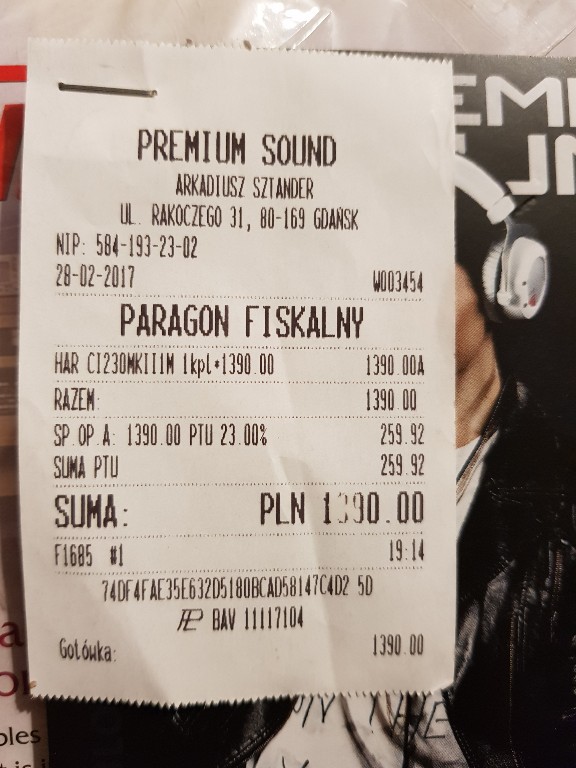 PREMIUM SOUND
ARKADIUSZ SZTANDER
UL. RAKOCZEGO 31, 80-169 GDAŃSK
NIP: 584-193-23-02
28-02-2017 W003454
PARAGON FISKALNY
HAR CI230MKII1M 1kpl*1390.00 1390.00A
RAZEM: 1390.00
SP.OP.A: 1390.00 PTU 23.00% 259.92
SUMA PTU 259.92
SUMA: PLN 1390.00
F1685 #1 19:14
74DF4FAE35E632D5180BCAD58147C4D2 5D
BAV 11117104
Gotówka: 1390.00